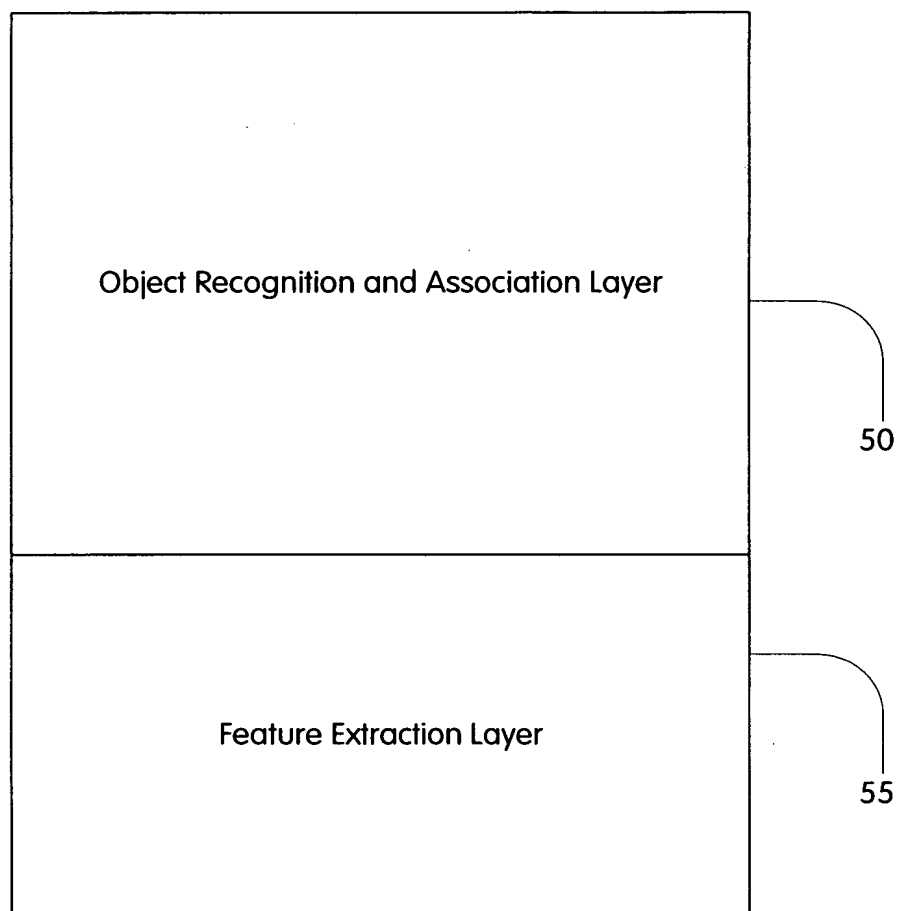 Object Recognition and Association Layer
50
Feature Extraction Layer
55